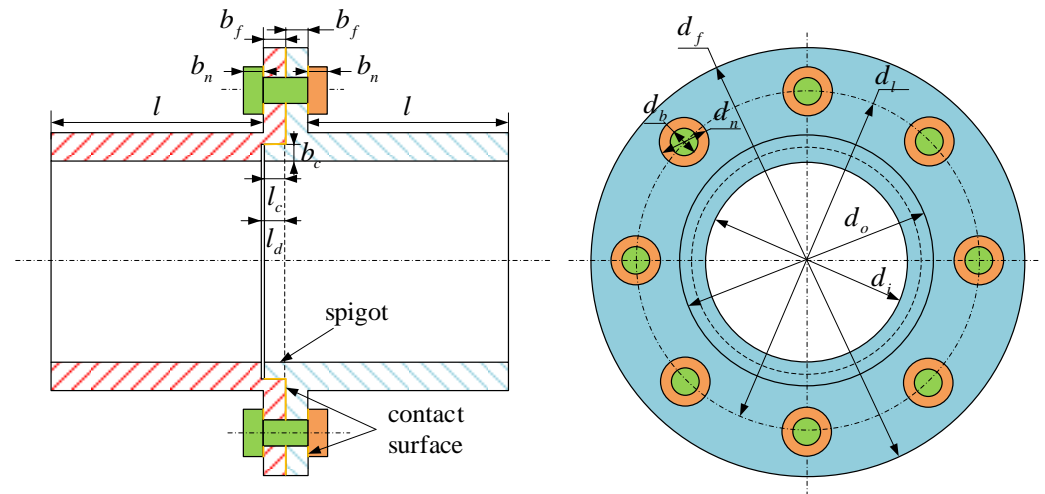 b_f b_f
b_n b_n
l l
b_c
l_c
l_d
spigot
contact
surface
d_f
d_l
d_b d_n
d_o
d_i